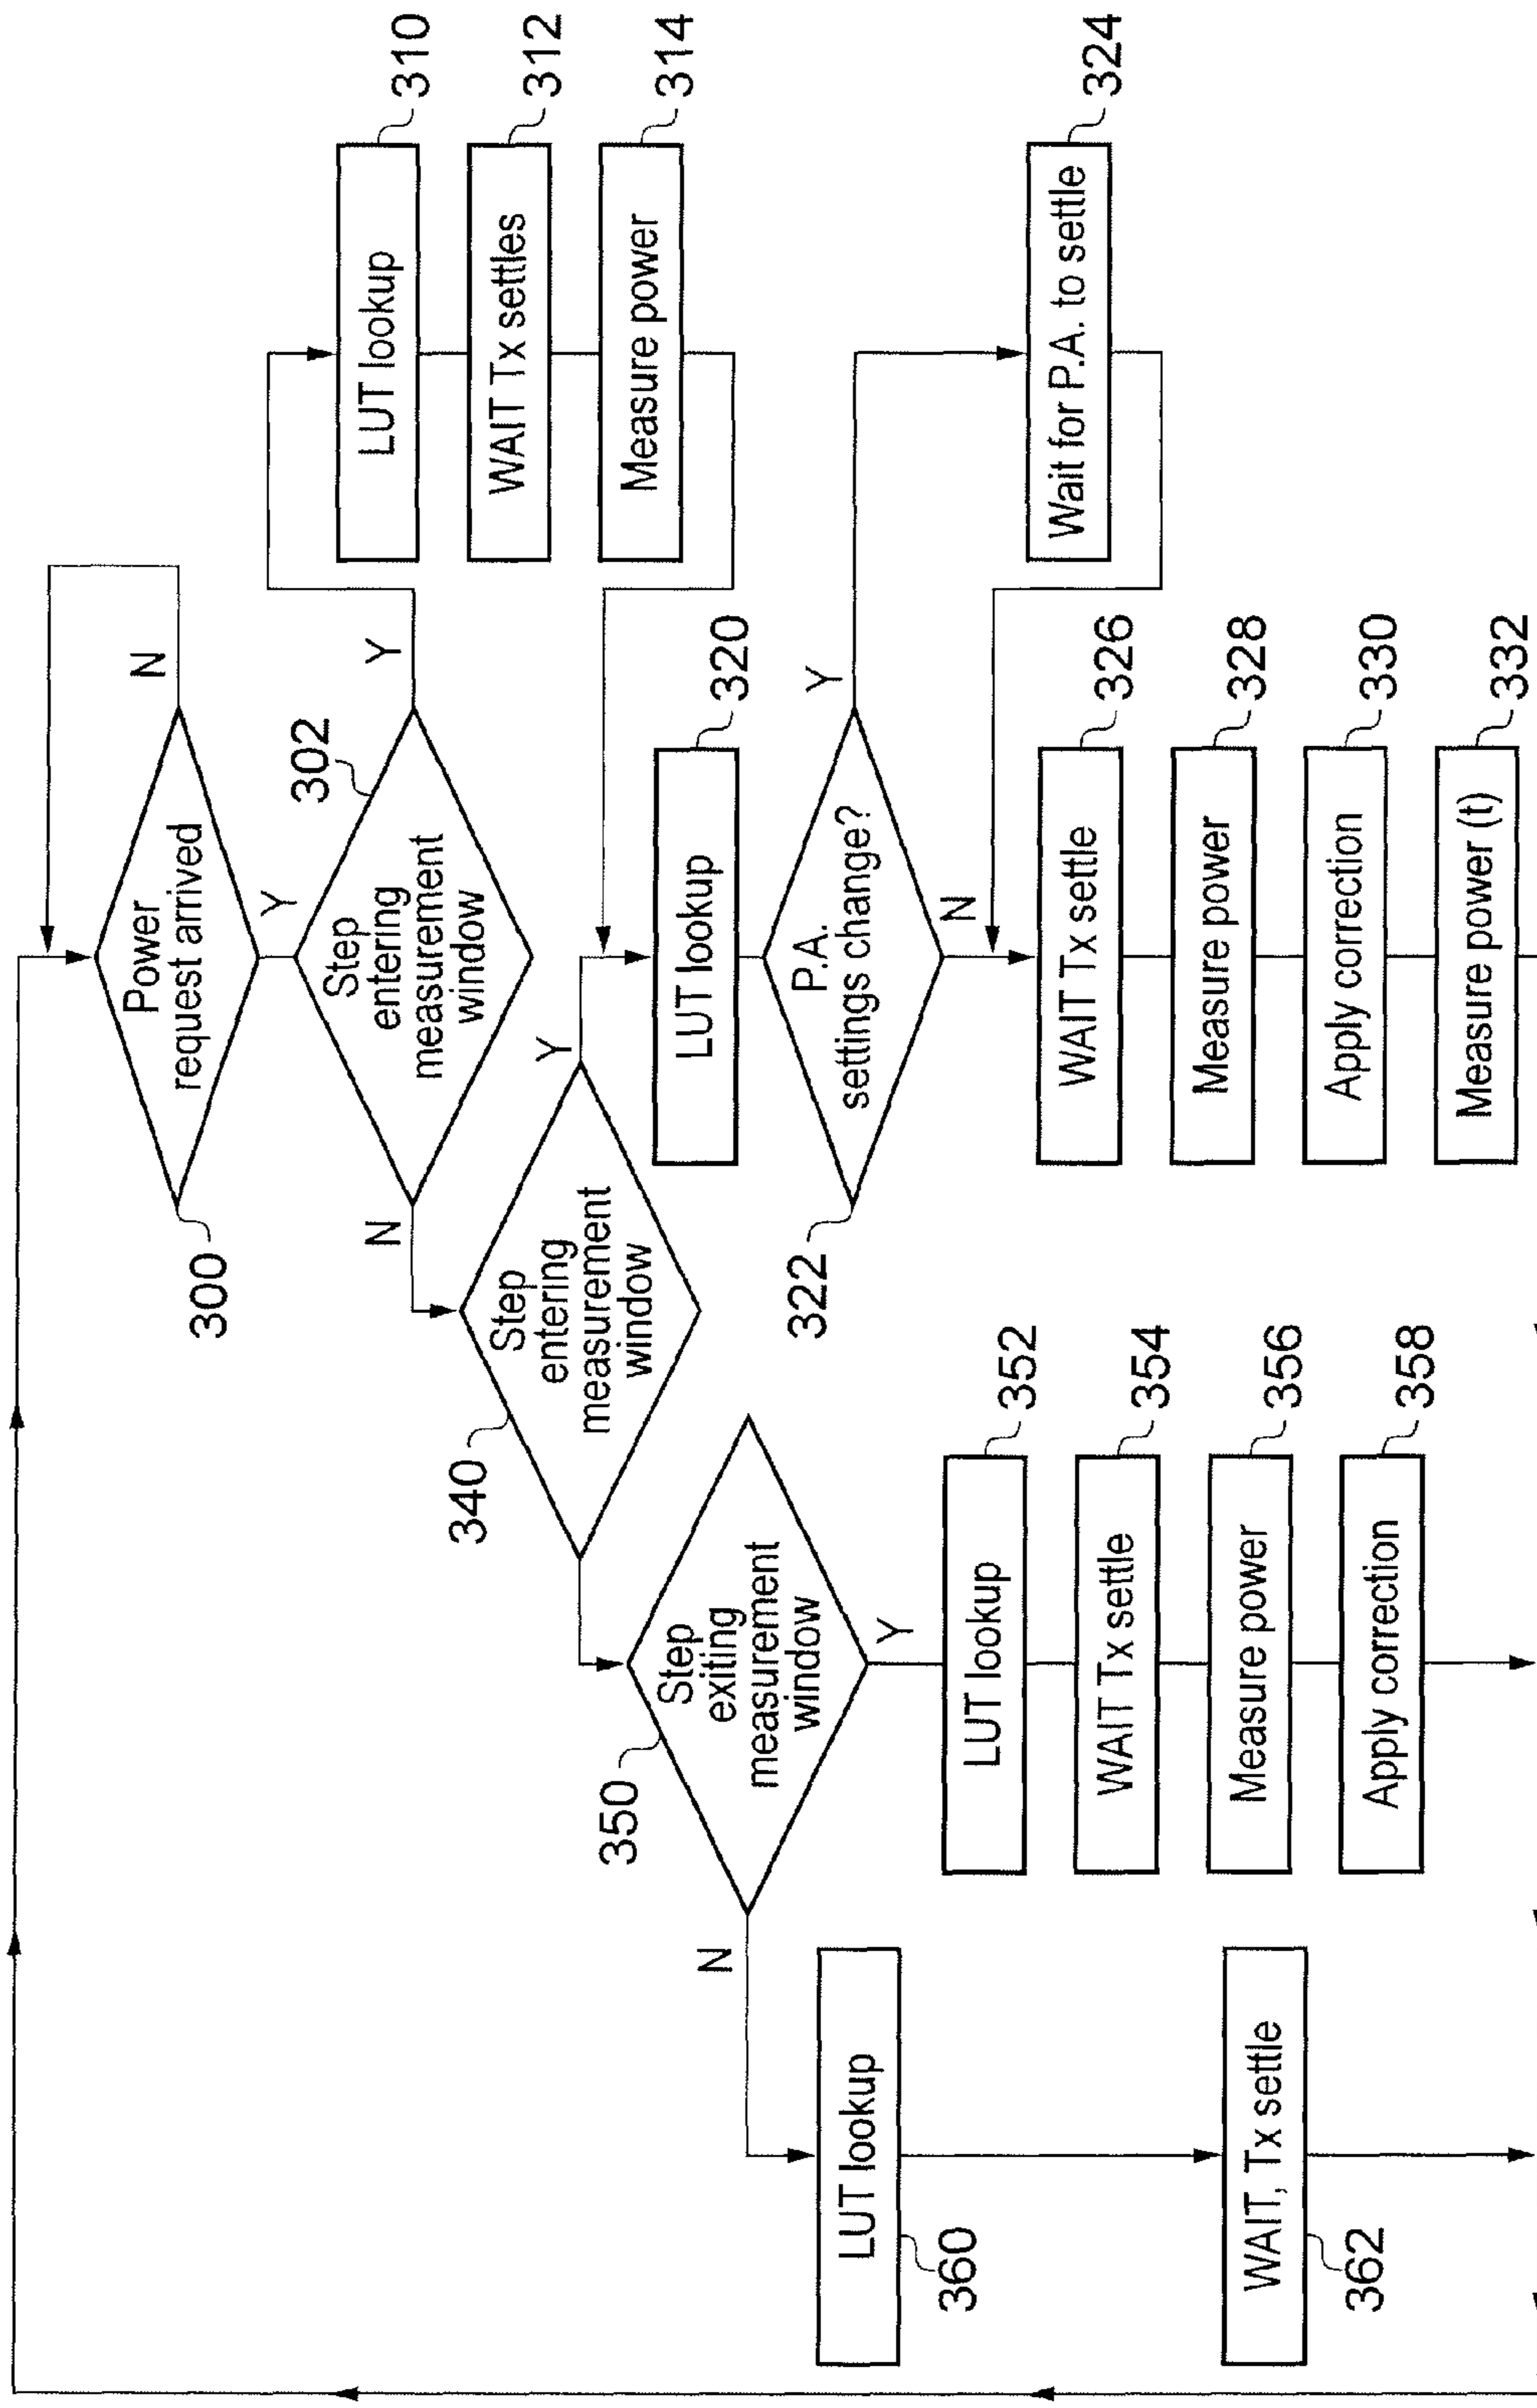 Power
request arrived
300
N
Y
Step
entering
measurement
window
302
Y
N
LUT lookup
310
WAIT Tx settles
312
Measure power
314
Step
entering
measurement
window
340
Y
LUT lookup
320
P.A.
settings change?
322
Y
N
Wait for P.A. to settle
324
WAIT Tx settle
326
Measure power
328
Apply correction
330
Measure power (t)
332
Step
exiting
measurement
window
350
Y
N
LUT lookup
352
WAIT Tx settle
354
Measure power
356
Apply correction
358
LUT lookup
360
WAIT, Tx settle
362